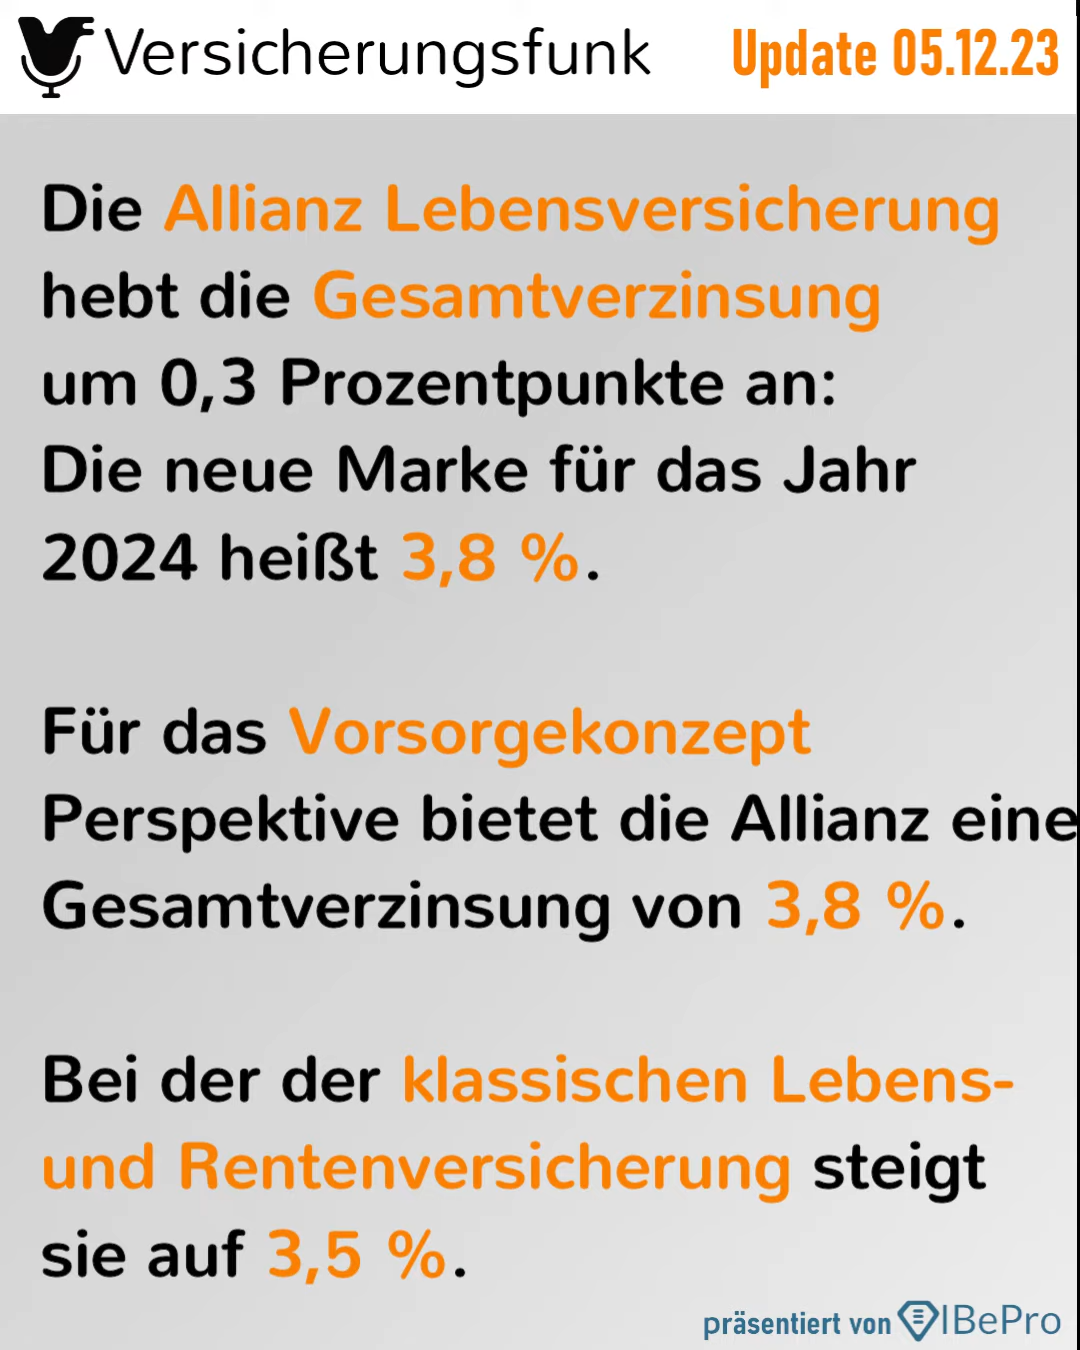 Versicherungsfunk
Update 05.12.23
Die Allianz Lebensversicherung
hebt die Gesamtverzinsung
um 0,3 Prozentpunkte an:
Die neue Marke für das Jahr
2024 heißt 3,8 %.
Für das Vorsorgekonzept
Perspektive bietet die Allianz eine
Gesamtverzinsung von 3,8 %.
Bei der der klassischen Lebens-
und Rentenversicherung steigt
sie auf 3,5 %.
präsentiert von IBePro